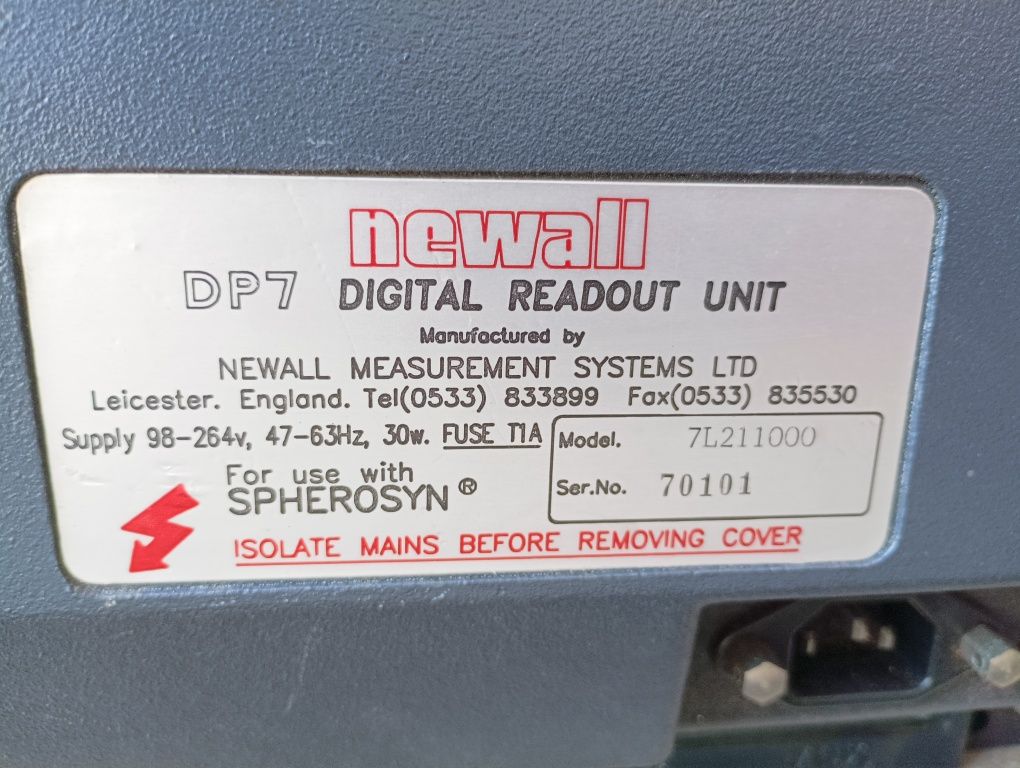 newall
DP7 DIGITAL READOUT UNIT
Manufactured by
NEWALL MEASUREMENT SYSTEMS LTD
Leicester. England. Tel(0533) 833899 Fax(0533) 835530
Supply 98-264v, 47-63Hz, 30w. FUSE T1A
Model. 7L211000
For use with
SPHEROSYN®
Ser.No. 70101
ISOLATE MAINS BEFORE REMOVING COVER